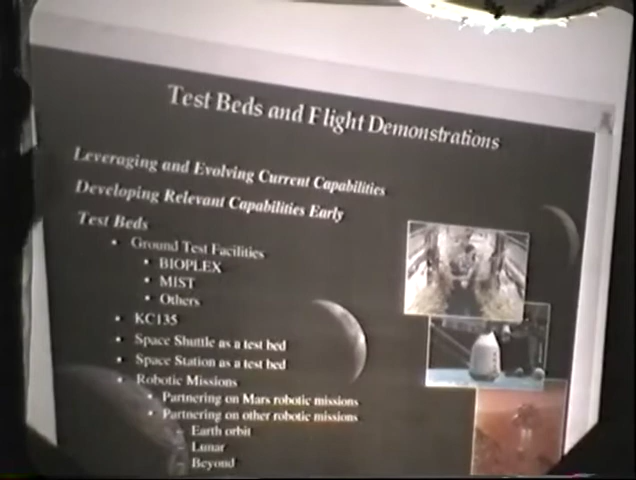 Test Beds and Flight Demonstrations
Leveraging and Evolving Current Capabilities
Developing Relevant Capabilities Early
Test Beds
• Ground Test Facilities
• BIOPLEX
• MIST
• Others
• KC135
• Space Shuttle as a test bed
• Space Station as a test bed
• Robotic Missions
• Partnering on Mars robotic missions
• Partnering on other robotic missions
Earth orbit
Lunar
Beyond